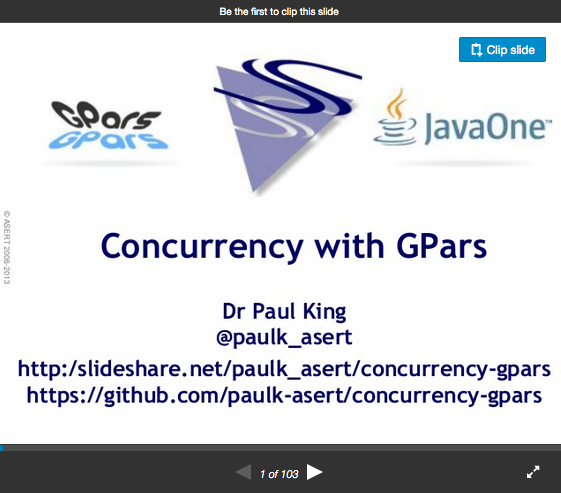 Be the first to clip this slide
Clip slide
GPars
GPars
JavaOne™
© ASERT 2006-2013
Concurrency with GPars
Dr Paul King
@paulk_asert
http:/slideshare.net/paulk_asert/concurrency-gpars
https://github.com/paulk-asert/concurrency-gpars
1 of 103